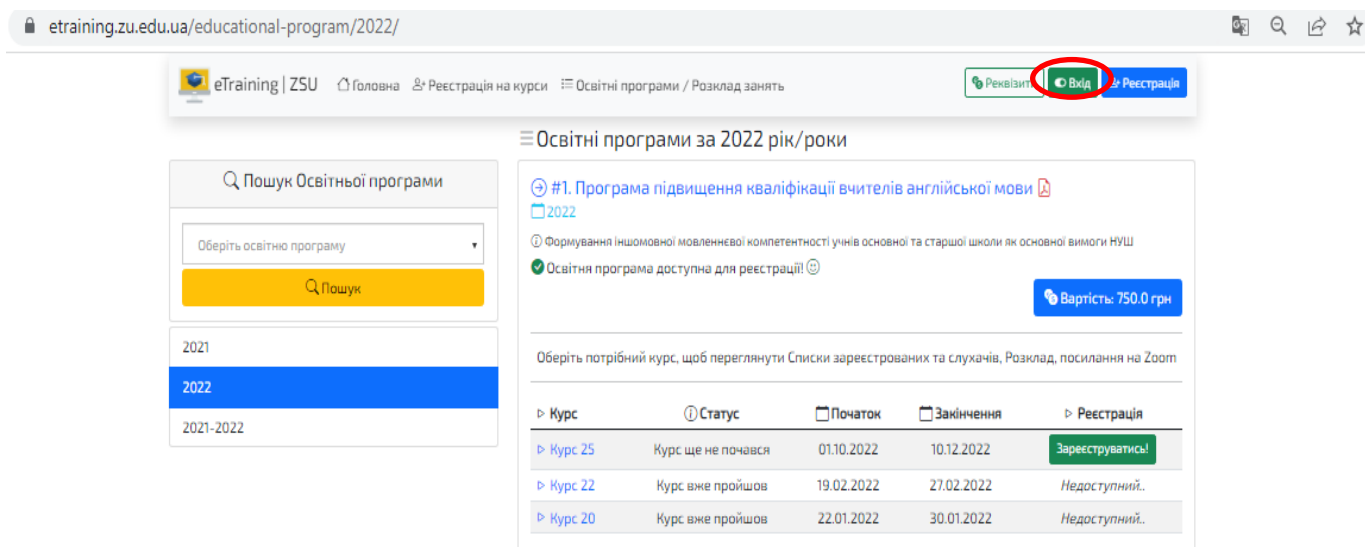 etraining.zu.edu.ua/educational-program/2022/
eTraining | ZSU Головна Реєстрація на курси Освітні програми / Розклад занять Реквізити Вхід Реєстрація
Освітні програми за 2022 рік/роки
Пошук Освітньої програми
Оберіть освітню програму
Пошук
2021
2022
2021-2022
#1. Програма підвищення кваліфікації вчителів англійської мови
2022
Формування іншомовної мовленнєвої компетентності учнів основної та старшої школи як основної вимоги НУШ
Освітня програма доступна для реєстрації!
Вартість: 750.0 грн
Оберіть потрібний курс, щоб переглянути Списки зареєстрованих та слухачів, Розклад, посилання на Zoom
Курс Статус Початок Закінчення Реєстрація
Курс 25 Курс ще не почався 01.10.2022 10.12.2022 Зареєструватись!
Курс 22 Курс вже пройшов 19.02.2022 27.02.2022 Недоступний..
Курс 20 Курс вже пройшов 22.01.2022 30.01.2022 Недоступний..